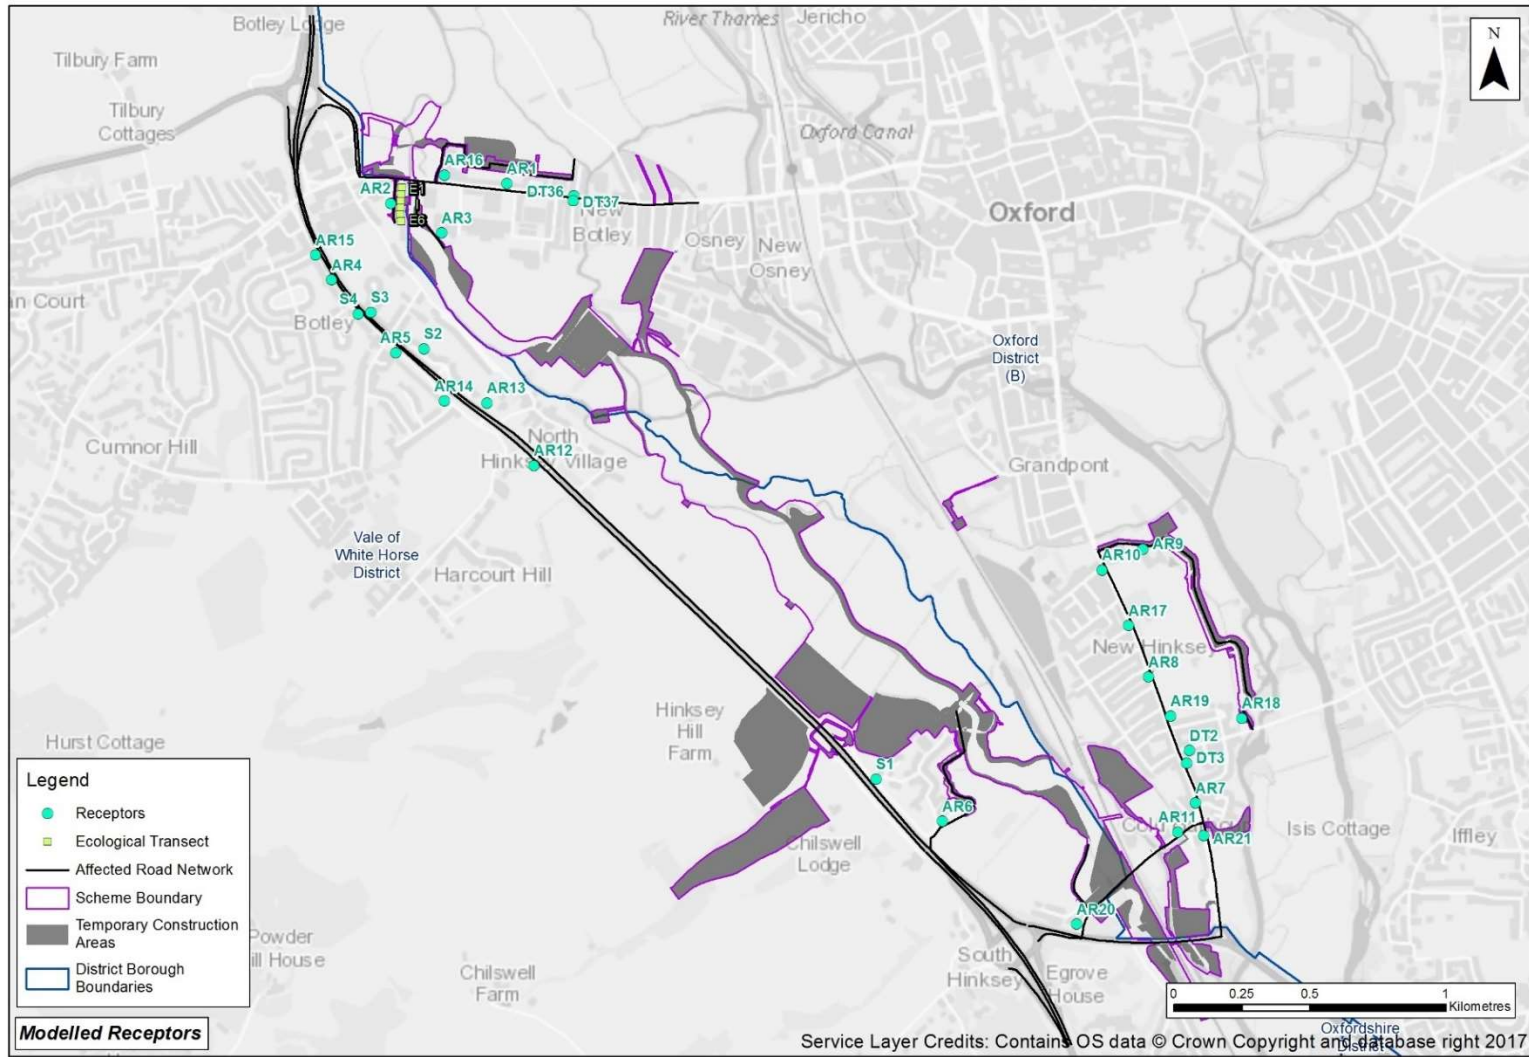 Botley Lodge
River Thames
Jericho
N
Tilbury Farm
Tilbury
Cottages
Oxford Canal
AR16
AR1
DT36
DT37
AR2
E1
E6
AR3
New
Botley
Osney
New
Osney
Oxford
AR15
AR4
S4
S3
Botley
AR5
S2
AR14
AR13
Oxford
District
(B)
Cumnor Hill
North
Hinksey Village
AR12
Grandpont
Vale of
White Horse
District
Harcourt Hill
AR10
AR9
AR17
New Hinksey
AR8
AR19
AR18
DT2
DT3
Hinksey
Hill
Farm
Hurst Cottage
S1
AR6
AR7
AR11
AR21
Isis Cottage
Iffley
Chilswell
Lodge
AR20
South
Hinksey
Egrove
House
Chilswell
Farm
Legend
Receptors
Ecological Transect
Affected Road Network
Scheme Boundary
Temporary Construction
Areas
District Borough
Boundaries
Modelled Receptors
0 0.25 0.5 1
Kilometres
Oxfordshire
District
Service Layer Credits: Contains OS data © Crown Copyright and database right 2017